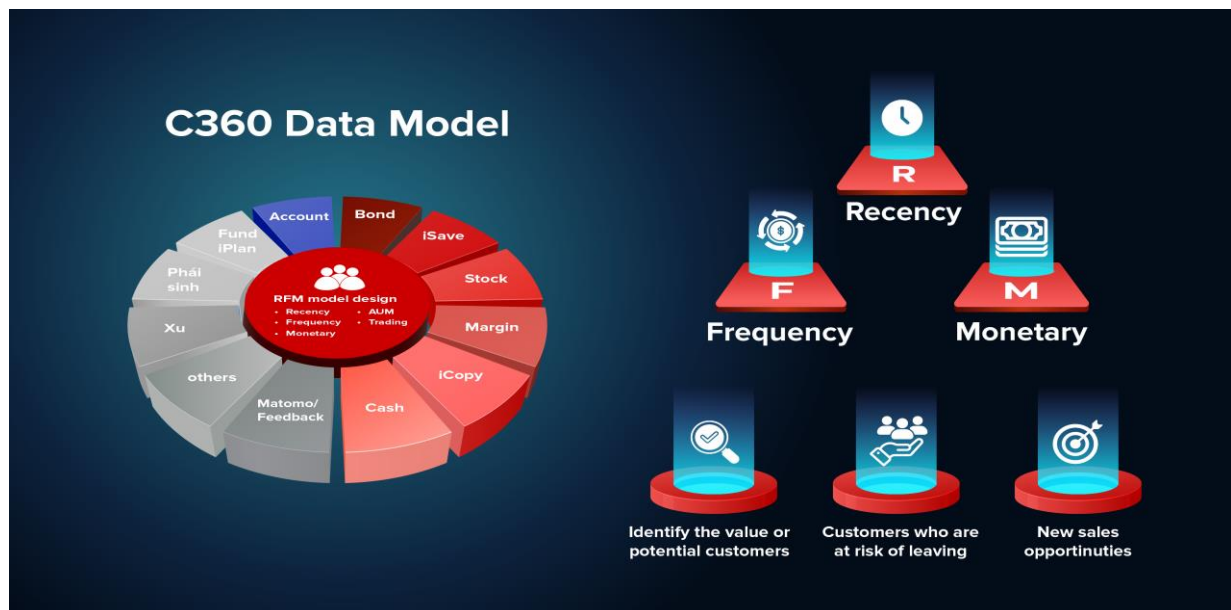 C360 Data Model
Account
Bond
iSave
Stock
Margin
iCopy
Cash
Matomo/
Feedback
others
Xu
Phái
sinh
Fund
iPlan
RFM model design
• Recency
• Frequency
• Monetary
• AUM
• Trading
R
Recency
F
Frequency
M
Monetary
Identify the value or
potential customers
Customers who are
at risk of leaving
New sales
opportinuties